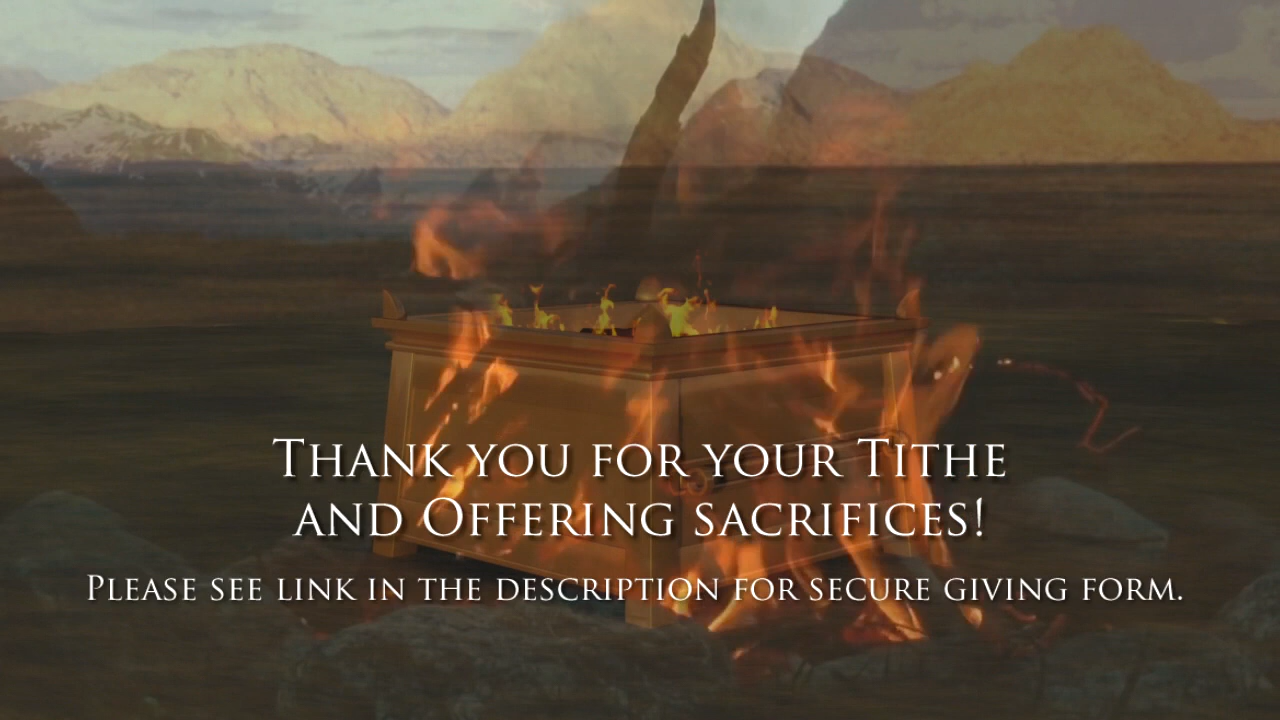 Thank you for your Tithe
and Offering sacrifices!
Please see link in the description for secure giving form.